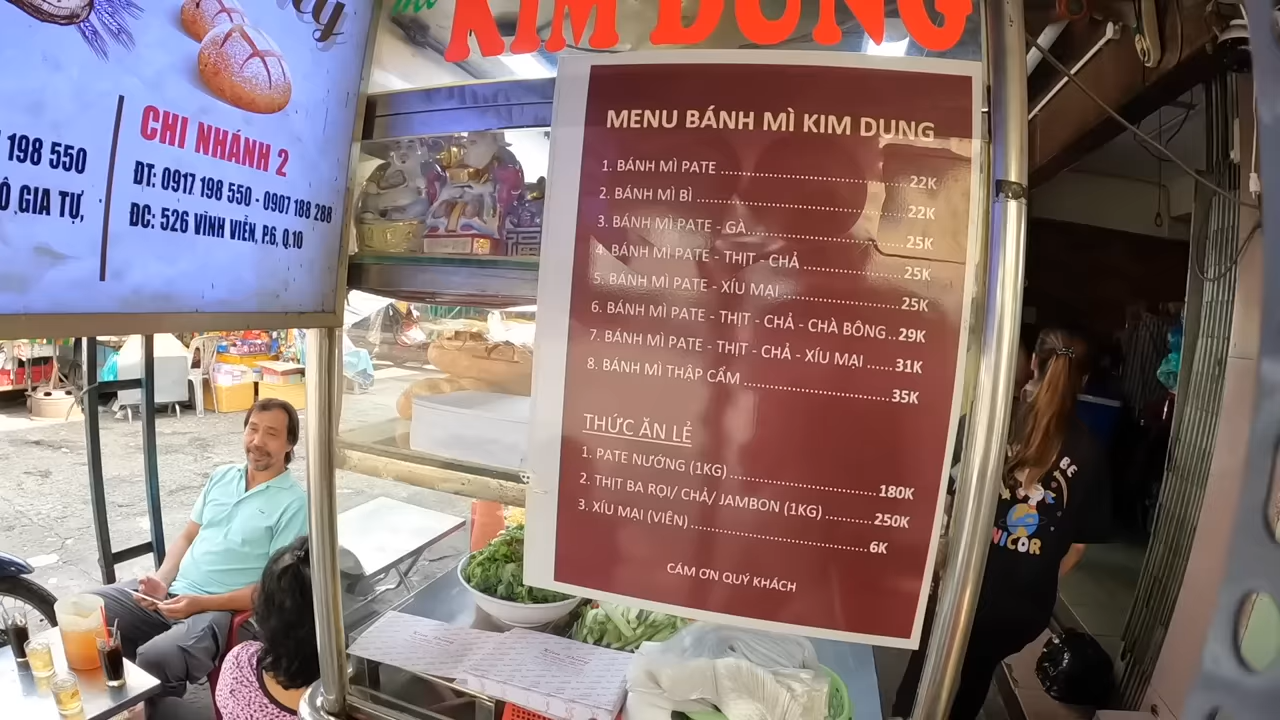 KIM DUNG
198 550
Ô GIA TỰ,
CHI NHÁNH 2
ĐT: 0917 198 550 - 0907 188 288
ĐC: 526 VĨNH VIỄN, P.6, Q.10
MENU BÁNH MÌ KIM DUNG
1. BÁNH MÌ PATE ........................................ 22K
2. BÁNH MÌ BÌ ............................................. 22K
3. BÁNH MÌ PATE - GÀ................................. 25K
4. BÁNH MÌ PATE - THỊT - CHẢ ...................... 25K
5. BÁNH MÌ PATE - XÍU MẠI ......................... 25K
6. BÁNH MÌ PATE - THỊT - CHẢ - CHÀ BÔNG..29K
7. BÁNH MÌ PATE - THỊT - CHẢ - XÍU MẠI ......31K
8. BÁNH MÌ THẬP CẨM ................................35K
THỨC ĂN LẺ
1. PATE NƯỚNG (1KG) ................................180K
2. THỊT BA RỌI/ CHẢ/ JAMBON (1KG) ..........250K
3. XÍU MẠI (VIÊN)........................................6K
CÁM ƠN QUÝ KHÁCH
BE
NICOR